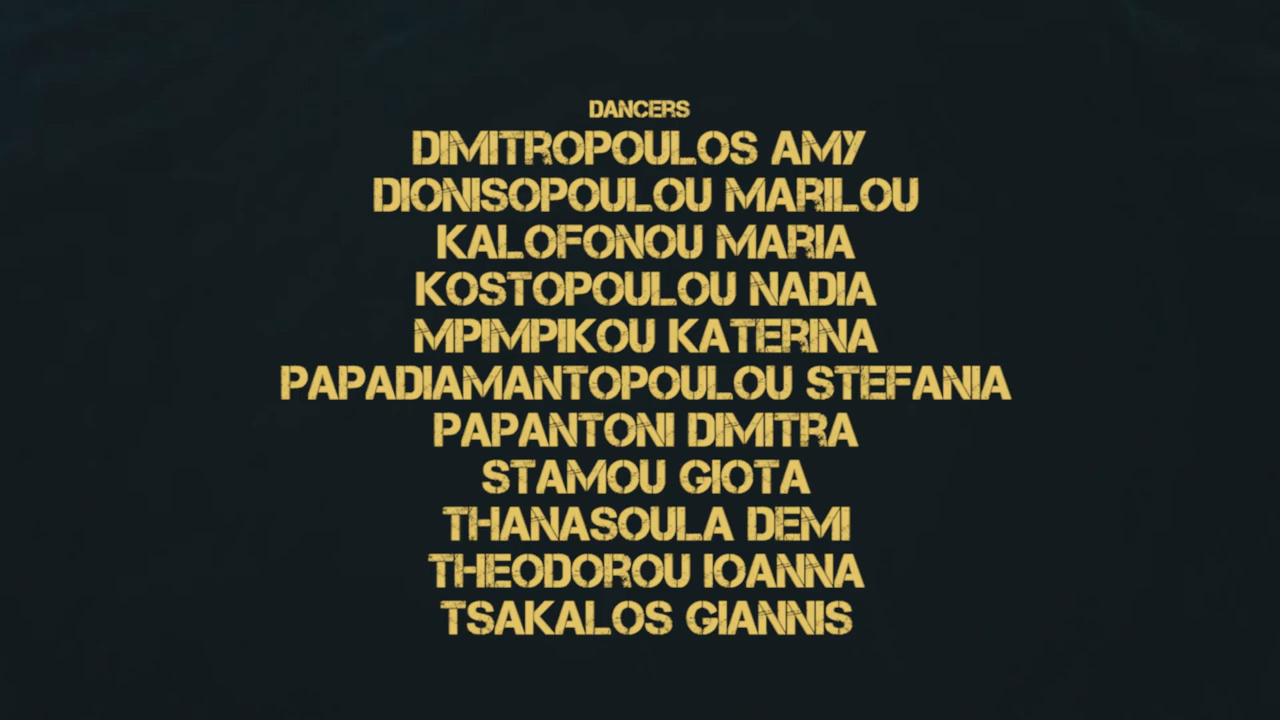 DANCERS
DIMITROPOULOS AMY
DIONISOPOULOU MARILOU
KALOFONOU MARIA
KOSTOPOULOU NADIA
MPIMPIKOU KATERINA
PAPADIAMANTOPOULOU STEFANIA
PAPANTONI DIMITRA
STAMOU GIOTA
THANASOULA DEMI
THEODOROU IOANNA
TSAKALOS GIANNIS